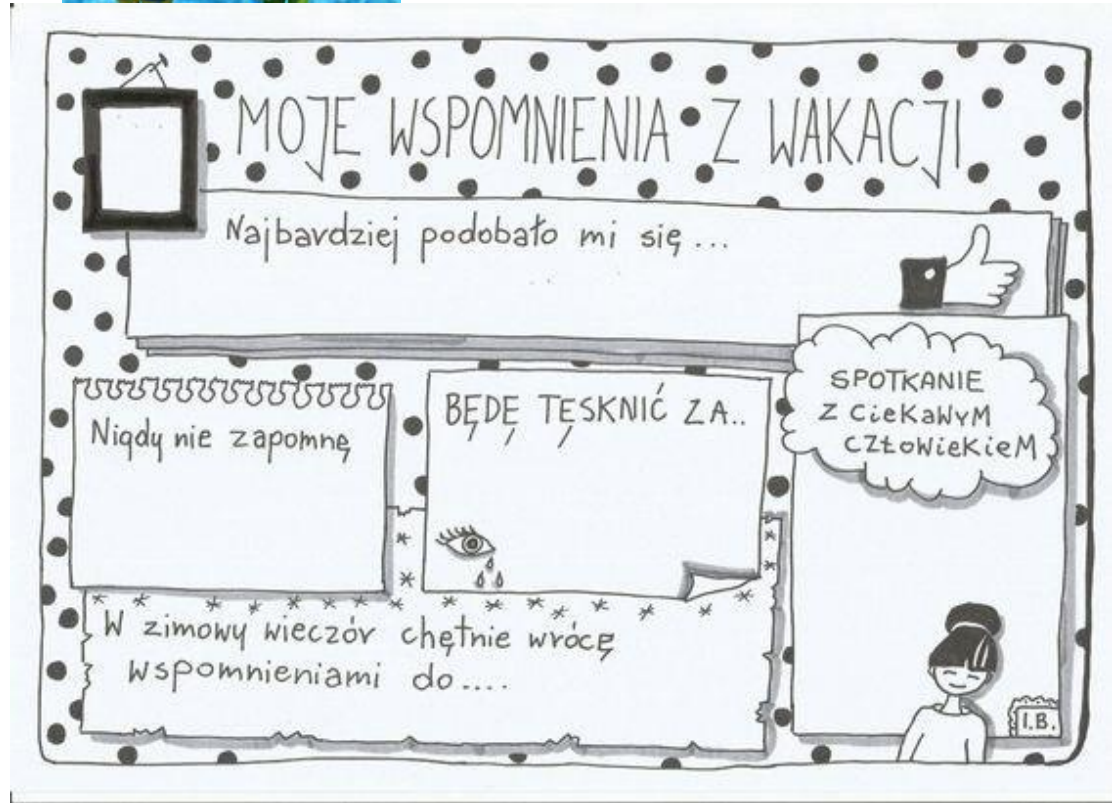 MOJE WSPOMNIENIA Z WAKACJI
Najbardziej podobało mi się...
Nigdy nie zapomnę
BĘDĘ TĘSKNIĆ ZA..
SPOTKANIE
Z CieKaWyM
CZŁOWieKieM
W zimowy wieczór chętnie wrócę
wspomnieniami do....
I.B.